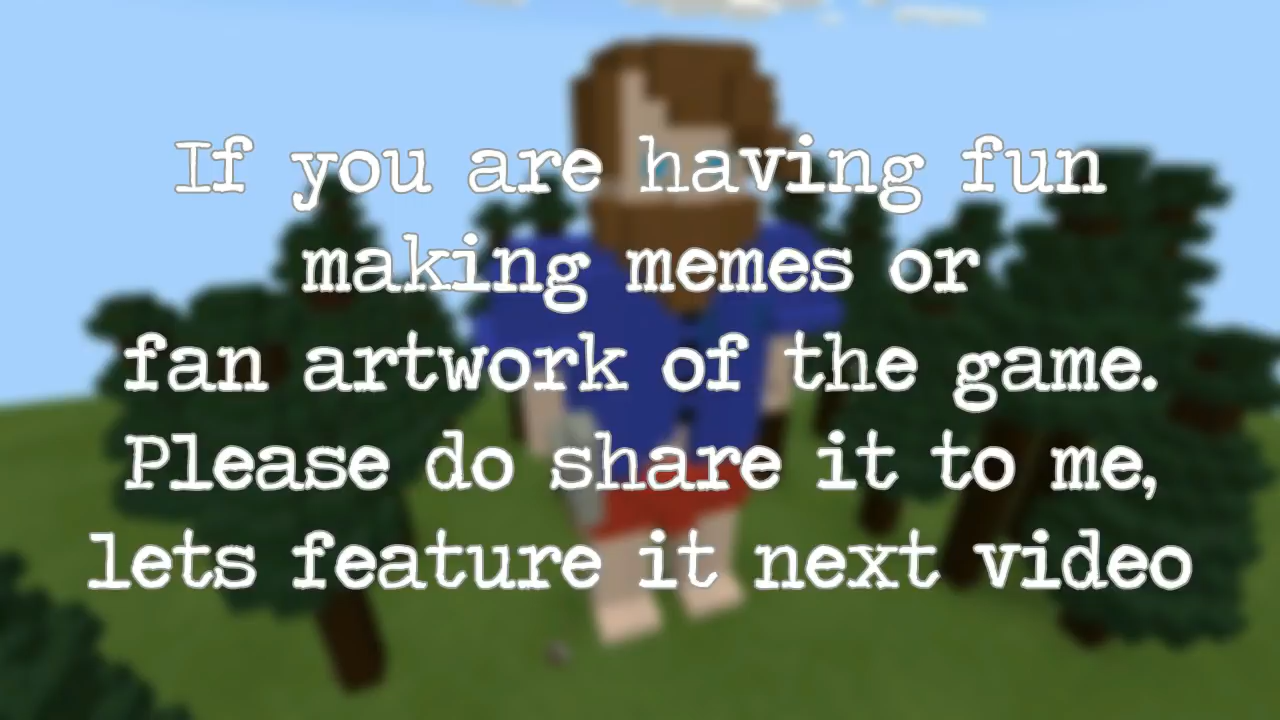 If you are having fun
making memes or
fan artwork of the game.
Please do share it to me,
lets feature it next video